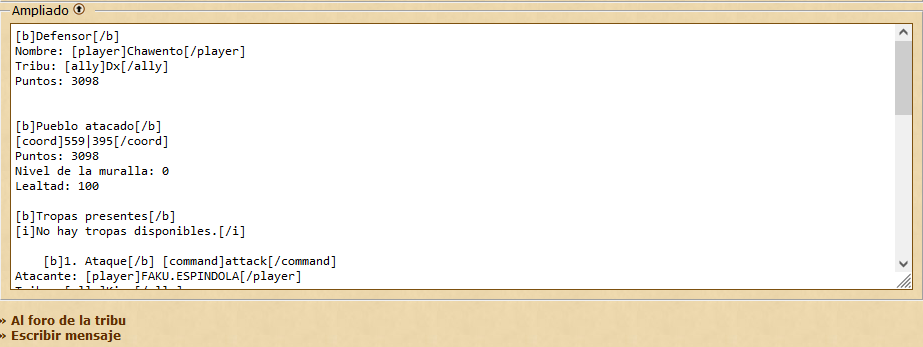 Ampliado
[b]Defensor[/b]
Nombre: [player]Chawento[/player]
Tribu: [ally]Dx[/ally]
Puntos: 3098
[b]Pueblo atacado[/b]
[coord]559|395[/coord]
Puntos: 3098
Nivel de la muralla: 0
Lealtad: 100
[b]Tropas presentes[/b]
[i]No hay tropas disponibles.[/i]
[b]1. Ataque[/b] [command]attack[/command]
Atacante: [player]FAKU.ESPINDOLA[/player]
» Al foro de la tribu
» Escribir mensaje